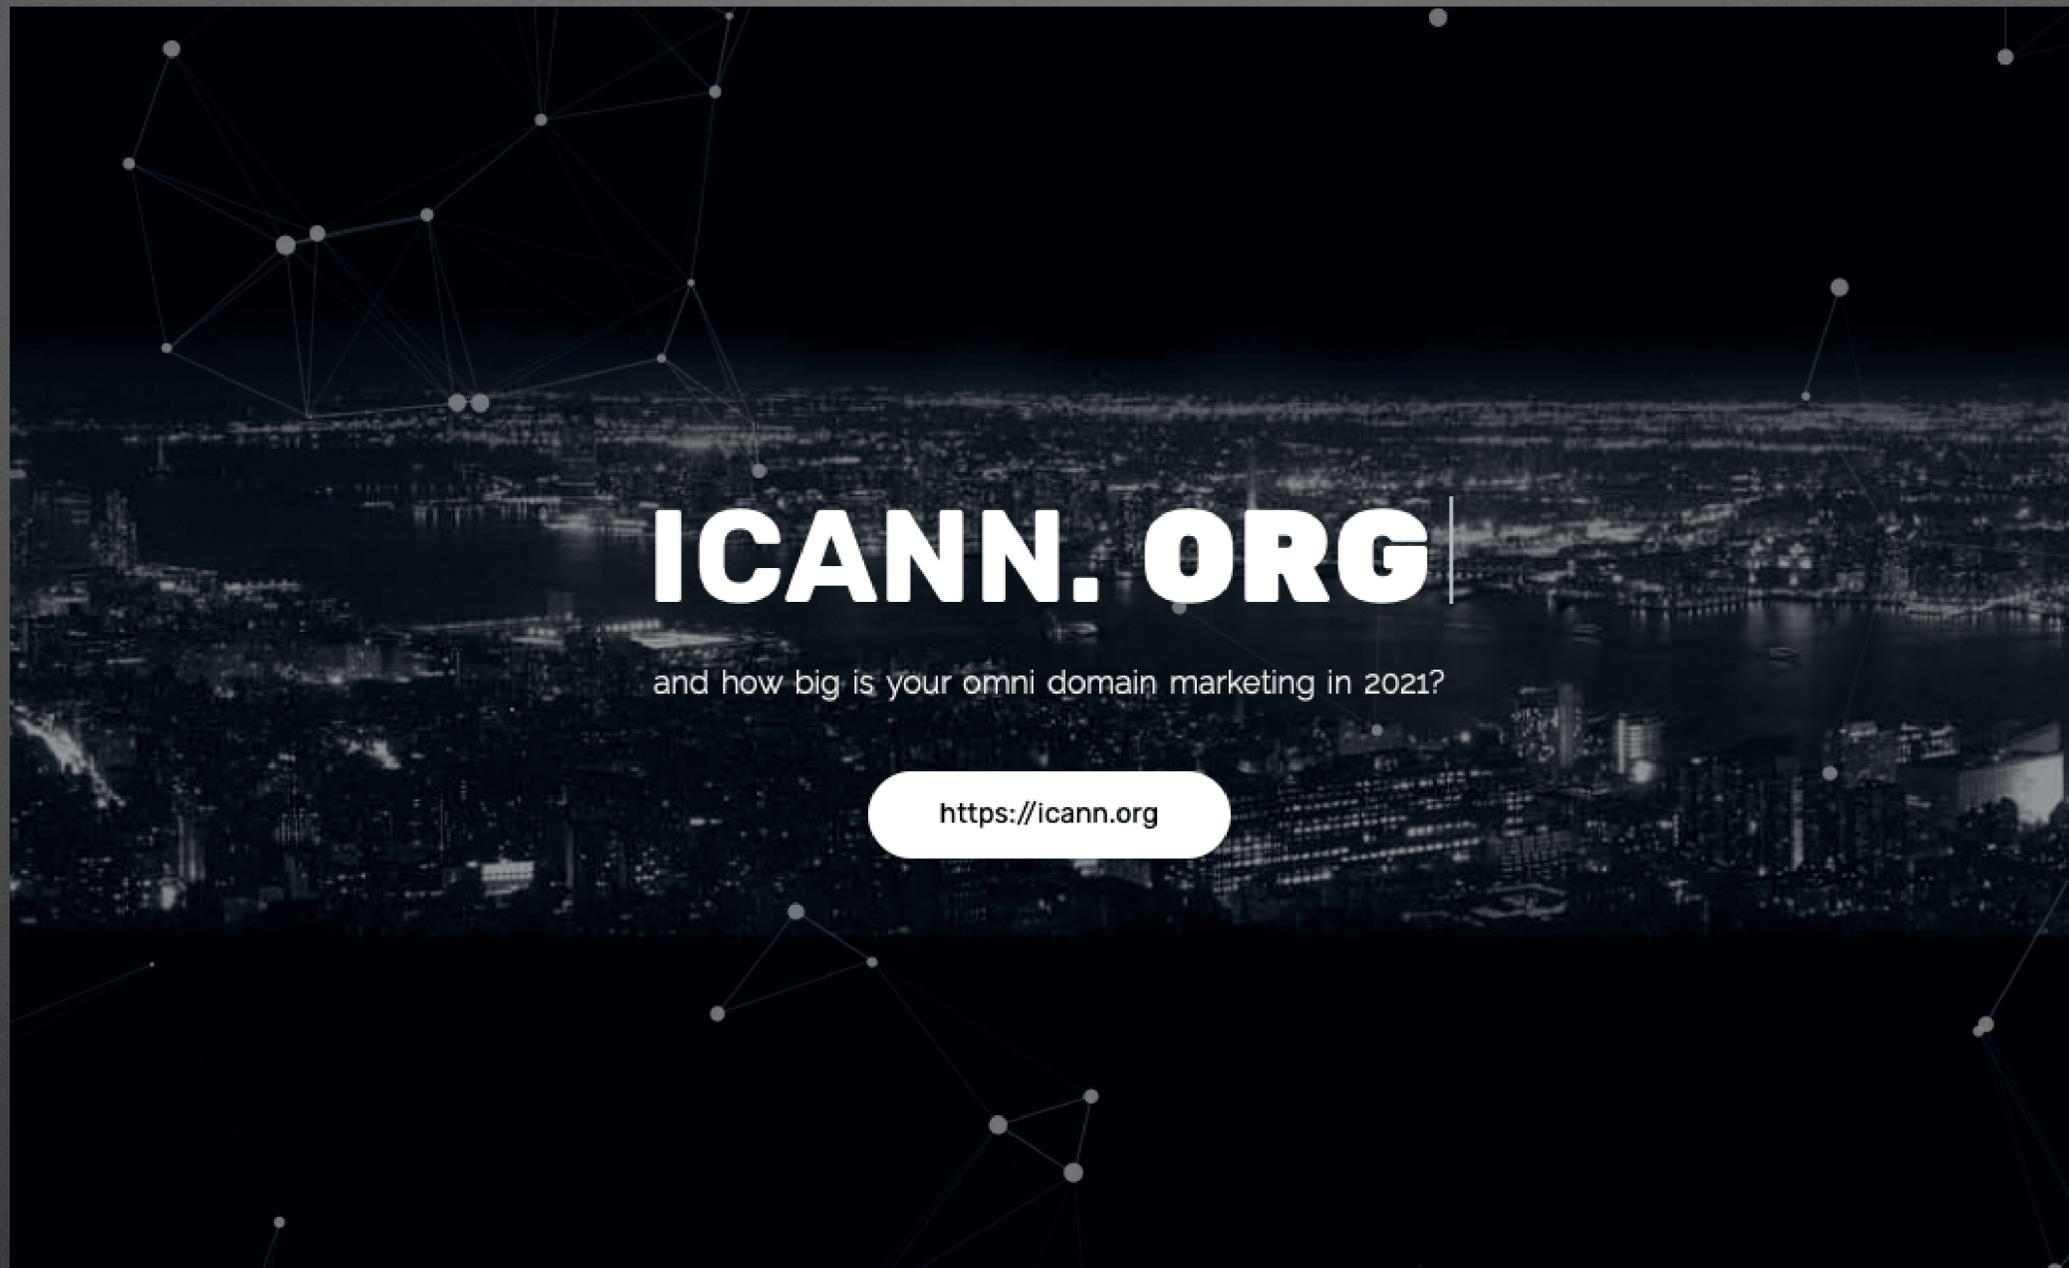 ICANN. ORG
and how big is your omni domain marketing in 2021?
https://icann.org